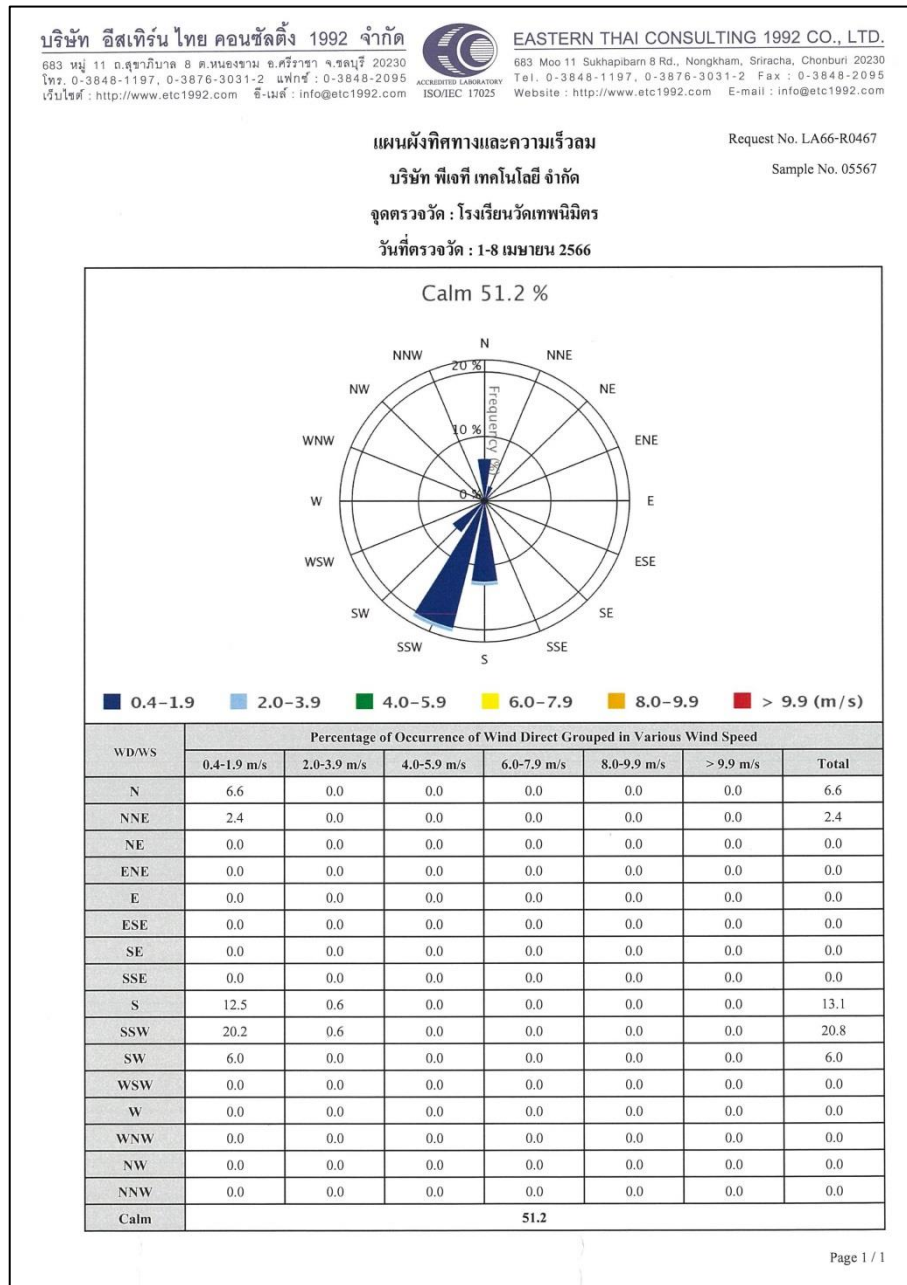 บริษัท อีสเทิร์น ไทย คอนซัลติ้ง 1992 จำกัด
683 หมู่ 11 ถ.สุขาภิบาล 8 ต.หนองขาม อ.ศรีราชา จ.ชลบุรี 20230
โทร. 0-3848-1197, 0-3876-3031-2 แฟกซ์ : 0-3848-2095
เว็บไซต์ : http://www.etc1992.com อี-เมล์ : info@etc1992.com
ACCREDITED LABORATORY
ISO/IEC 17025
EASTERN THAI CONSULTING 1992 CO., LTD.
683 Moo 11 Sukhapibarn 8 Rd., Nongkham, Sriracha, Chonburi 20230
Tel. 0-3848-1197, 0-3876-3031-2 Fax : 0-3848-2095
Website : http://www.etc1992.com E-mail : info@etc1992.com
แผนผังทิศทางและความเร็วลม
Request No. LA66-R0467
บริษัท พีเจที เทคโนโลยี จำกัด
Sample No. 05567
จุดตรวจวัด : โรงเรียนวัดเทพนิมิตร
วันที่ตรวจวัด : 1-8 เมษายน 2566
Calm 51.2 %
N
NNW
NNE
20 %
NW
NE
Frequency (%)
10 %
WNW
ENE
0 %
W
E
WSW
ESE
SW
SE
SSW
SSE
S
0.4-1.9 2.0-3.9 4.0-5.9 6.0-7.9 8.0-9.9 > 9.9 (m/s)
WD/WS
Percentage of Occurrence of Wind Direct Grouped in Various Wind Speed
0.4-1.9 m/s 2.0-3.9 m/s 4.0-5.9 m/s 6.0-7.9 m/s 8.0-9.9 m/s > 9.9 m/s Total
N 6.6 0.0 0.0 0.0 0.0 0.0 6.6
NNE 2.4 0.0 0.0 0.0 0.0 0.0 2.4
NE 0.0 0.0 0.0 0.0 0.0 0.0 0.0
ENE 0.0 0.0 0.0 0.0 0.0 0.0 0.0
E 0.0 0.0 0.0 0.0 0.0 0.0 0.0
ESE 0.0 0.0 0.0 0.0 0.0 0.0 0.0
SE 0.0 0.0 0.0 0.0 0.0 0.0 0.0
SSE 0.0 0.0 0.0 0.0 0.0 0.0 0.0
S 12.5 0.6 0.0 0.0 0.0 0.0 13.1
SSW 20.2 0.6 0.0 0.0 0.0 0.0 20.8
SW 6.0 0.0 0.0 0.0 0.0 0.0 6.0
WSW 0.0 0.0 0.0 0.0 0.0 0.0 0.0
W 0.0 0.0 0.0 0.0 0.0 0.0 0.0
WNW 0.0 0.0 0.0 0.0 0.0 0.0 0.0
NW 0.0 0.0 0.0 0.0 0.0 0.0 0.0
NNW 0.0 0.0 0.0 0.0 0.0 0.0 0.0
Calm 51.2
Page 1 / 1